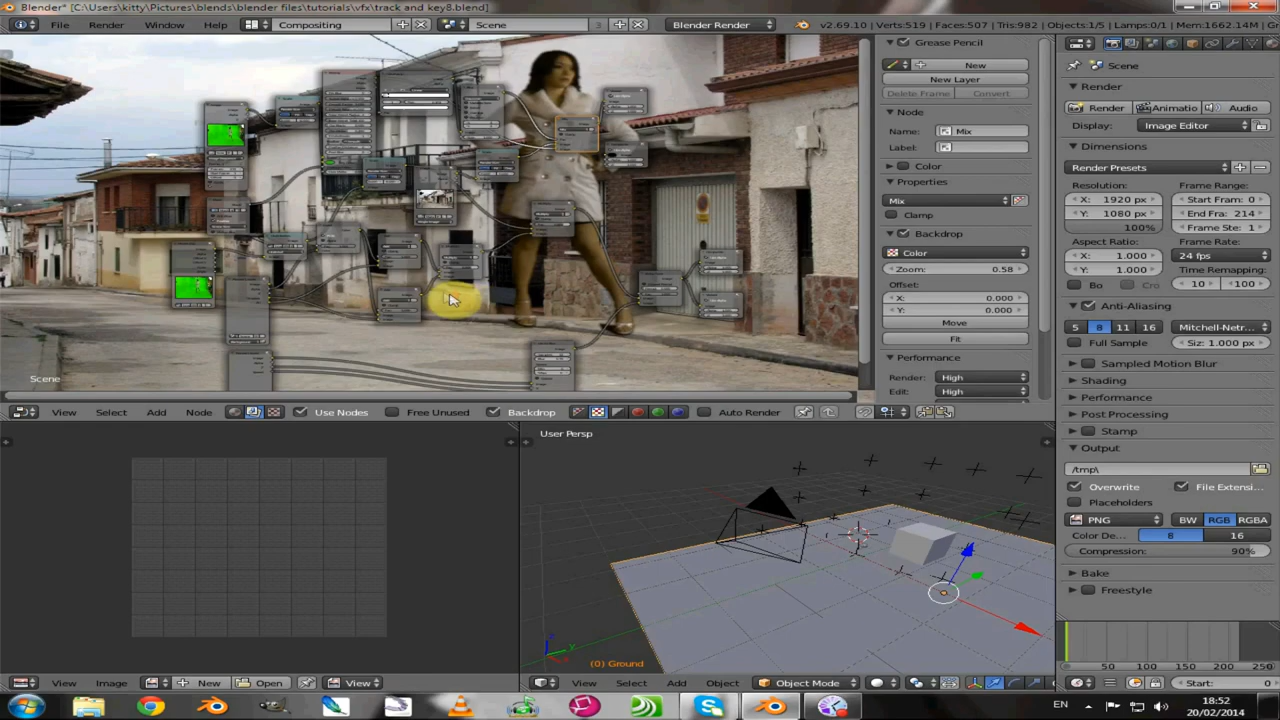 Blender* [C:\Users\kitty\Pictures\blends\blender files\tutorials\vfx\track and key8.blend]
File Render Window Help Compositing Scene 3 Blender Render v2.69.10 | Verts:519 | Faces:507 | Tris:982 | Objects:1/5 | Lamps:0/1 | Mem:1662.14M
Grease Pencil
New
New Layer
Delete Frame Convert
Node
Name: Mix
Label:
Color
Properties
Mix
Clamp
Backdrop
Color
Zoom: 0.58
Offset:
X: 0.000
Y: 0.000
Move
Fit
Performance
Render: High
Edit: High
Scene
Render
Render Animatio Audio
Display: Image Editor
Dimensions
Render Presets
Resolution: Frame Range:
X: 1920 px Start Fram: 0
Y: 1080 px End Fra: 214
100% Frame Ste: 1
Aspect Ratio: Frame Rate:
X: 1.000 24 fps
Y: 1.000 Time Remapping:
Bo Cr 10 100
Anti-Aliasing
5 8 11 16 Mitchell-Netr...
Full Sample Siz: 1.000 px
Sampled Motion Blur
Shading
Performance
Post Processing
Stamp
Output
/tmp\
Overwrite File Extensi...
Placeholders
PNG BW RGB RGBA
Color De... 8 16
Compression: 90%
Bake
Freestyle
Scene
View Select Add Node Use Nodes Free Unused Backdrop Auto Render
User Persp
(0) Ground
View Image New Open View
View Select Add Object Object Mode
50 100 150 200 250
Start: 0
EN 18:52
20/02/2014